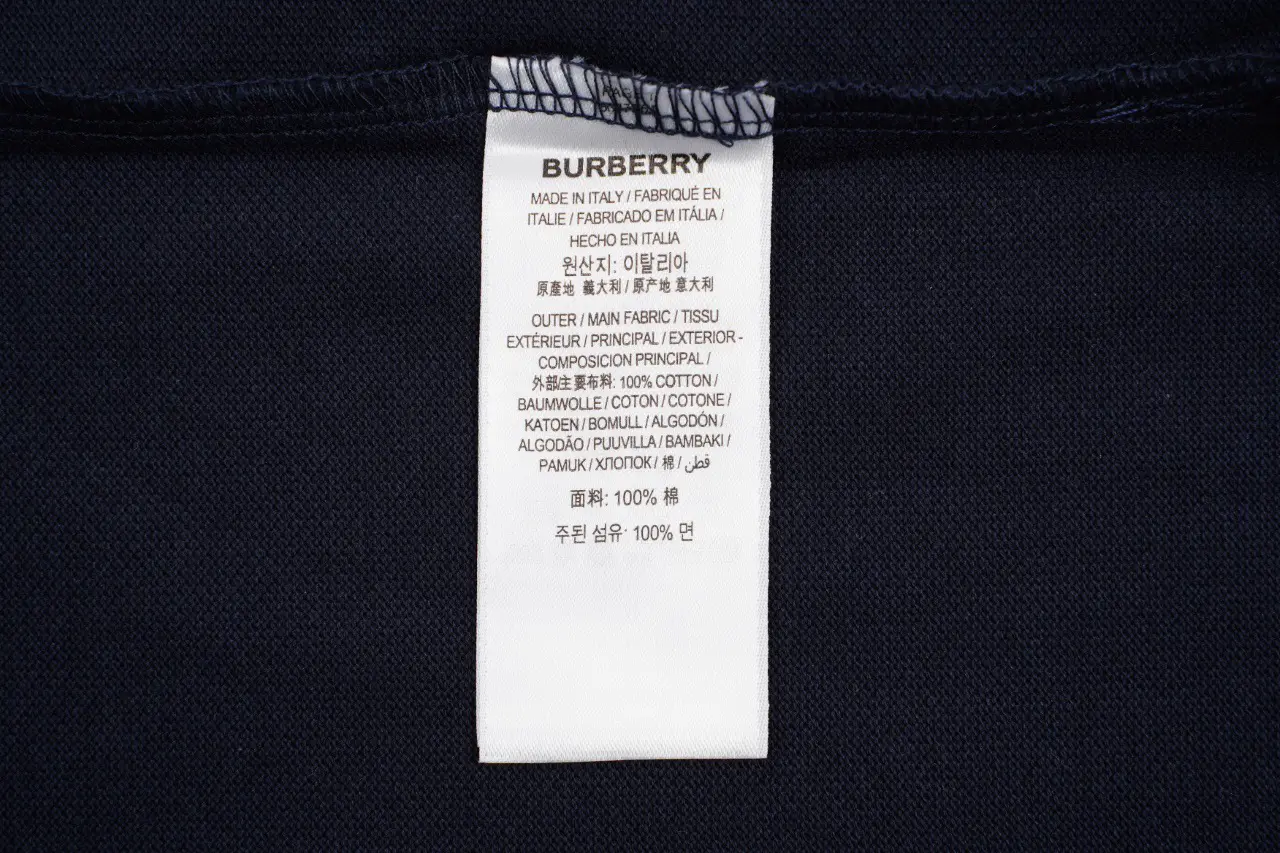 BURBERRY
MADE IN ITALY / FABRIQUÉ EN
ITALIE / FABRICADO EM ITÁLIA /
HECHO EN ITALIA
원산지: 이탈리아
原產地 義大利 / 原产地 意大利
OUTER / MAIN FABRIC / TISSU
EXTÉRIEUR / PRINCIPAL / EXTERIOR -
COMPOSICION PRINCIPAL /
外部主要布料: 100% COTTON /
BAUMWOLLE / COTON / COTONE /
KATOEN / BOMULL / ALGODÓN /
ALGODÃO / PUUVILLA / BAMBAKI /
PAMUK / ХЛОПОК / 棉 / قطن
面料: 100% 棉
주된 섬유: 100% 면